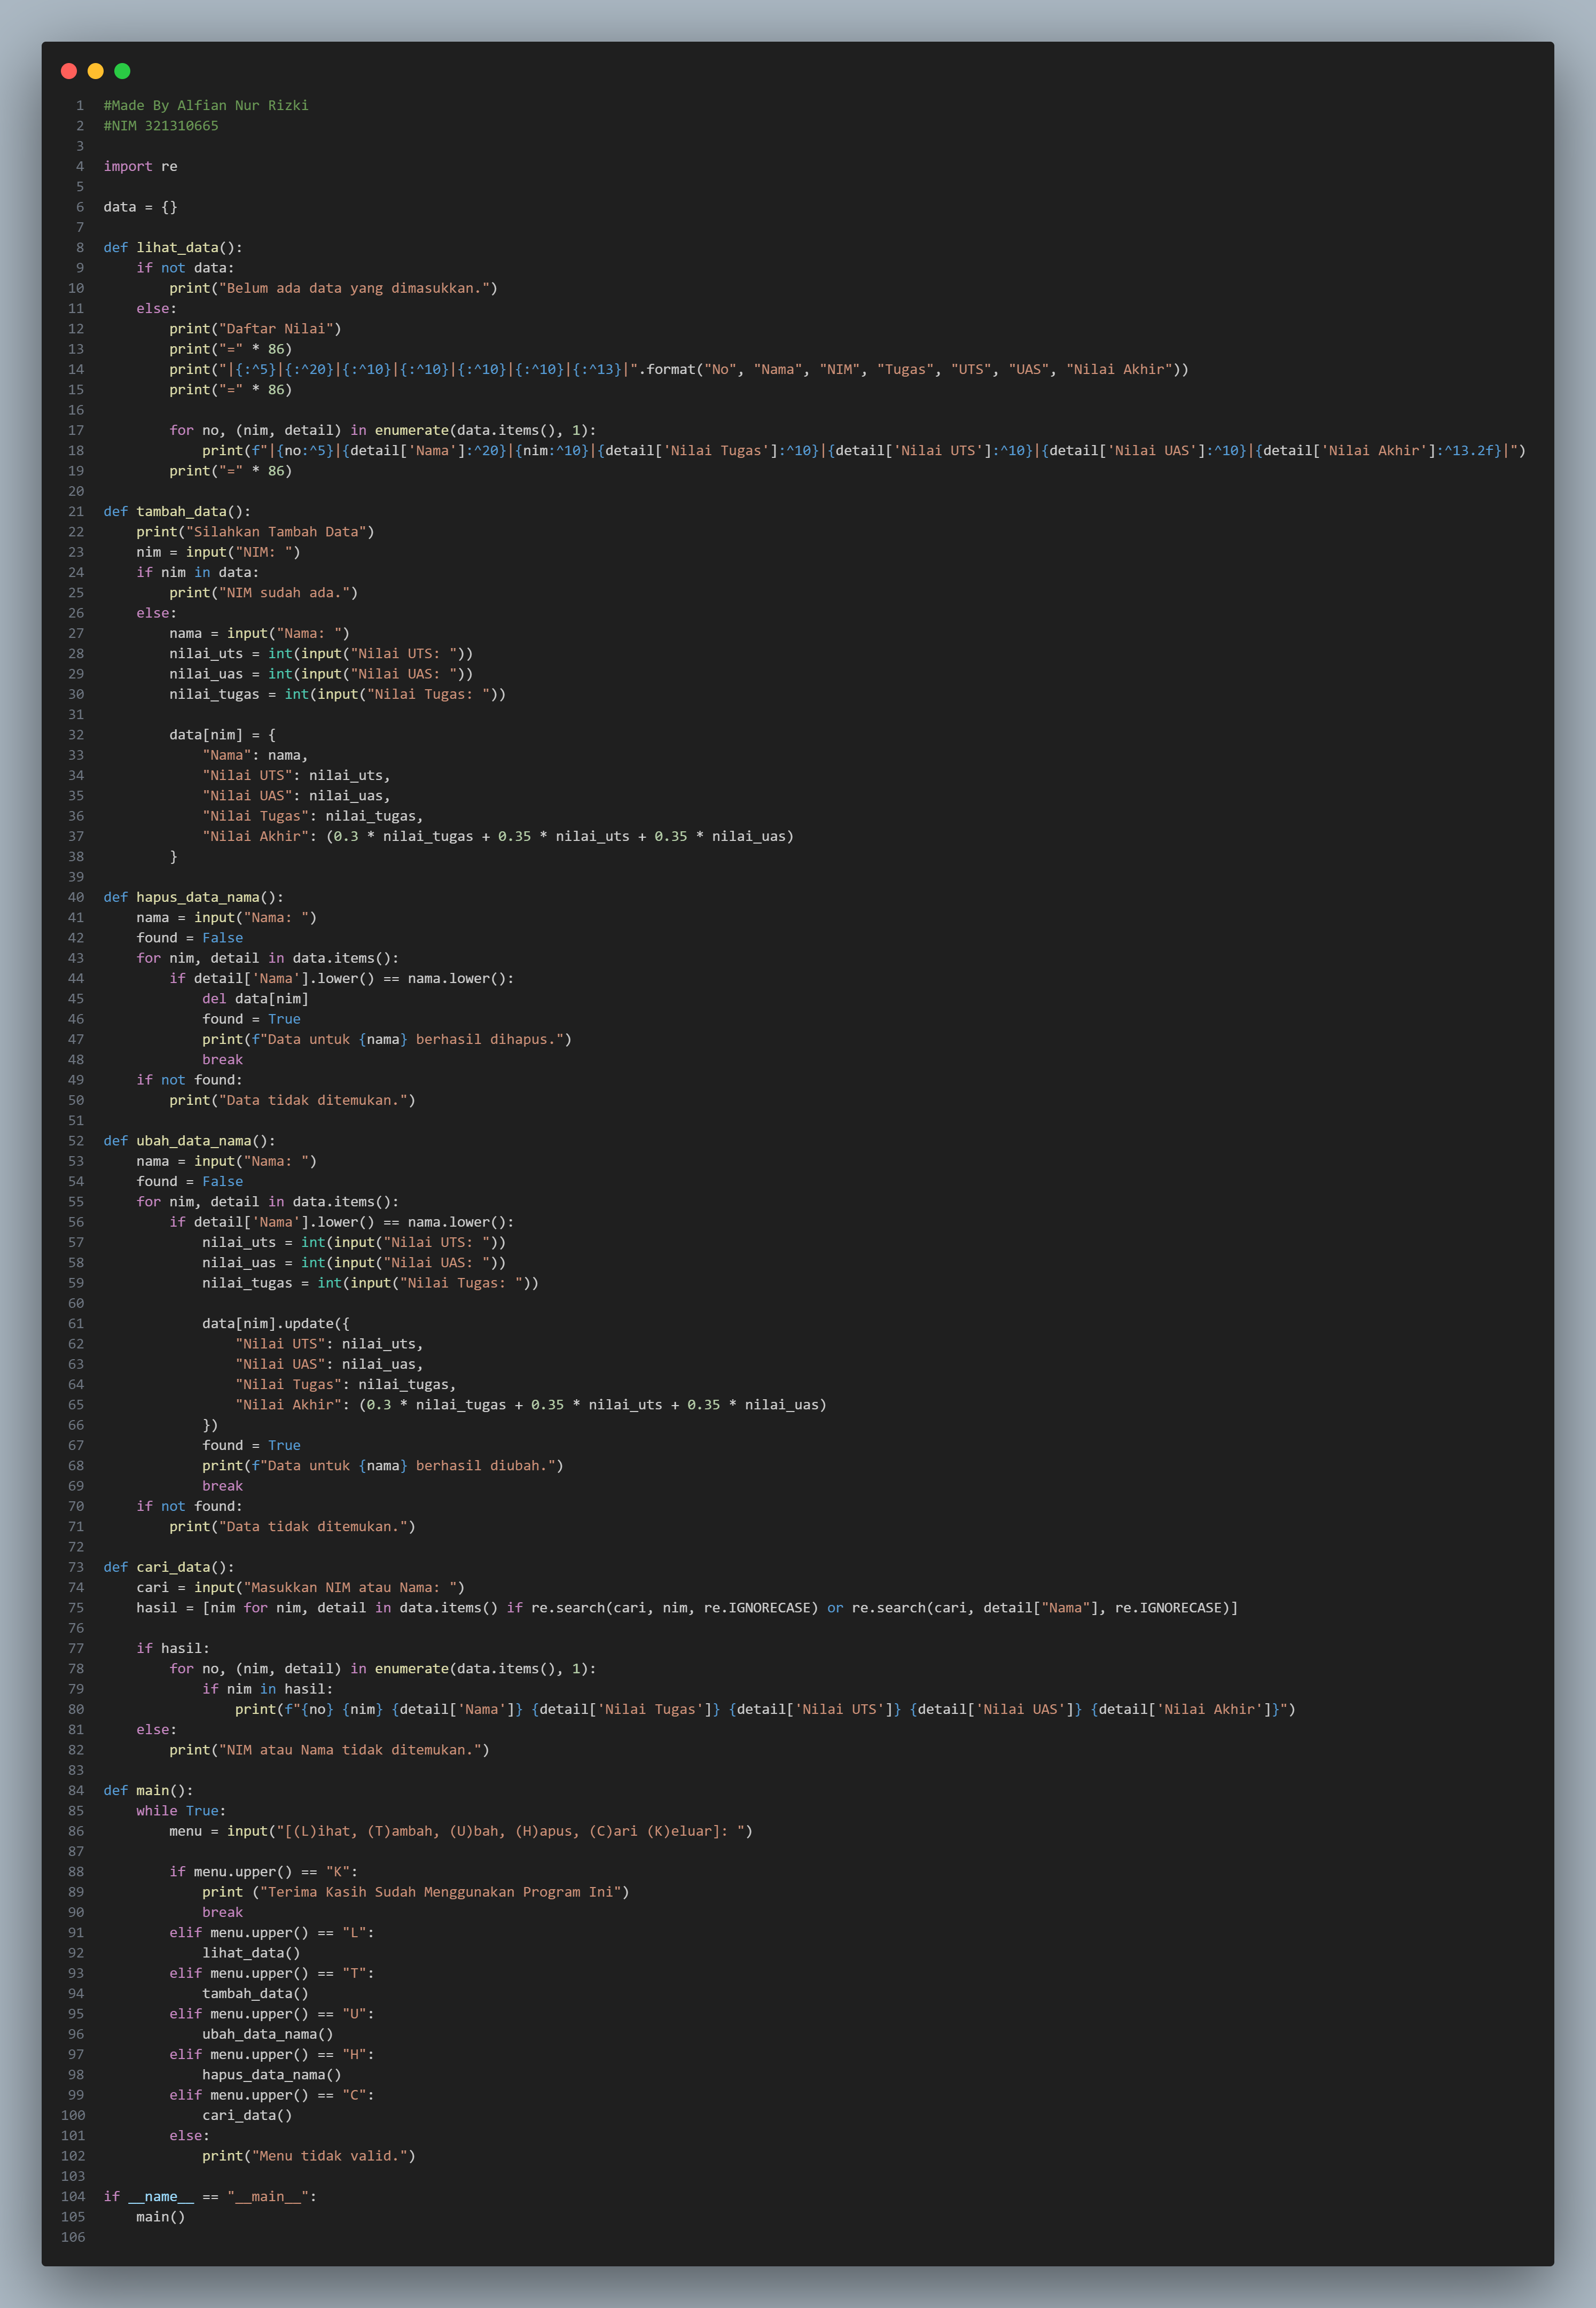 1 #Made By Alfian Nur Rizki
2 #NIM 321310665
3
4 import re
5
6 data = {}
7
8 def lihat_data():
9     if not data:
10         print("Belum ada data yang dimasukkan.")
11     else:
12         print("Daftar Nilai")
13         print("=" * 86)
14         print("|{:^5}|{:^20}|{:^10}|{:^10}|{:^10}|{:^10}|{:^13}|".format("No", "Nama", "NIM", "Tugas", "UTS", "UAS", "Nilai Akhir"))
15         print("=" * 86)
16
17         for no, (nim, detail) in enumerate(data.items(), 1):
18             print(f"|{no:^5}|{detail['Nama']:^20}|{nim:^10}|{detail['Nilai Tugas']:^10}|{detail['Nilai UTS']:^10}|{detail['Nilai UAS']:^10}|{detail['Nilai Akhir']:^13.2f}|")
19         print("=" * 86)
20
21 def tambah_data():
22     print("Silahkan Tambah Data")
23     nim = input("NIM: ")
24     if nim in data:
25         print("NIM sudah ada.")
26     else:
27         nama = input("Nama: ")
28         nilai_uts = int(input("Nilai UTS: "))
29         nilai_uas = int(input("Nilai UAS: "))
30         nilai_tugas = int(input("Nilai Tugas: "))
31
32         data[nim] = {
33             "Nama": nama,
34             "Nilai UTS": nilai_uts,
35             "Nilai UAS": nilai_uas,
36             "Nilai Tugas": nilai_tugas,
37             "Nilai Akhir": (0.3 * nilai_tugas + 0.35 * nilai_uts + 0.35 * nilai_uas)
38         }
39
40 def hapus_data_nama():
41     nama = input("Nama: ")
42     found = False
43     for nim, detail in data.items():
44         if detail['Nama'].lower() == nama.lower():
45             del data[nim]
46             found = True
47             print(f"Data untuk {nama} berhasil dihapus.")
48             break
49     if not found:
50         print("Data tidak ditemukan.")
51
52 def ubah_data_nama():
53     nama = input("Nama: ")
54     found = False
55     for nim, detail in data.items():
56         if detail['Nama'].lower() == nama.lower():
57             nilai_uts = int(input("Nilai UTS: "))
58             nilai_uas = int(input("Nilai UAS: "))
59             nilai_tugas = int(input("Nilai Tugas: "))
60
61             data[nim].update({
62                 "Nilai UTS": nilai_uts,
63                 "Nilai UAS": nilai_uas,
64                 "Nilai Tugas": nilai_tugas,
65                 "Nilai Akhir": (0.3 * nilai_tugas + 0.35 * nilai_uts + 0.35 * nilai_uas)
66             })
67             found = True
68             print(f"Data untuk {nama} berhasil diubah.")
69             break
70     if not found:
71         print("Data tidak ditemukan.")
72
73 def cari_data():
74     cari = input("Masukkan NIM atau Nama: ")
75     hasil = [nim for nim, detail in data.items() if re.search(cari, nim, re.IGNORECASE) or re.search(cari, detail["Nama"], re.IGNORECASE)]
76
77     if hasil:
78         for no, (nim, detail) in enumerate(data.items(), 1):
79             if nim in hasil:
80                 print(f"{no} {nim} {detail['Nama']} {detail['Nilai Tugas']} {detail['Nilai UTS']} {detail['Nilai UAS']} {detail['Nilai Akhir']}")
81     else:
82         print("NIM atau Nama tidak ditemukan.")
83
84 def main():
85     while True:
86         menu = input("[(L)ihat, (T)ambah, (U)bah, (H)apus, (C)ari (K)eluar]: ")
87
88         if menu.upper() == "K":
89             print ("Terima Kasih Sudah Menggunakan Program Ini")
90             break
91         elif menu.upper() == "L":
92             lihat_data()
93         elif menu.upper() == "T":
94             tambah_data()
95         elif menu.upper() == "U":
96             ubah_data_nama()
97         elif menu.upper() == "H":
98             hapus_data_nama()
99         elif menu.upper() == "C":
100             cari_data()
101         else:
102             print("Menu tidak valid.")
103
104 if __name__ == "__main__":
105     main()
106